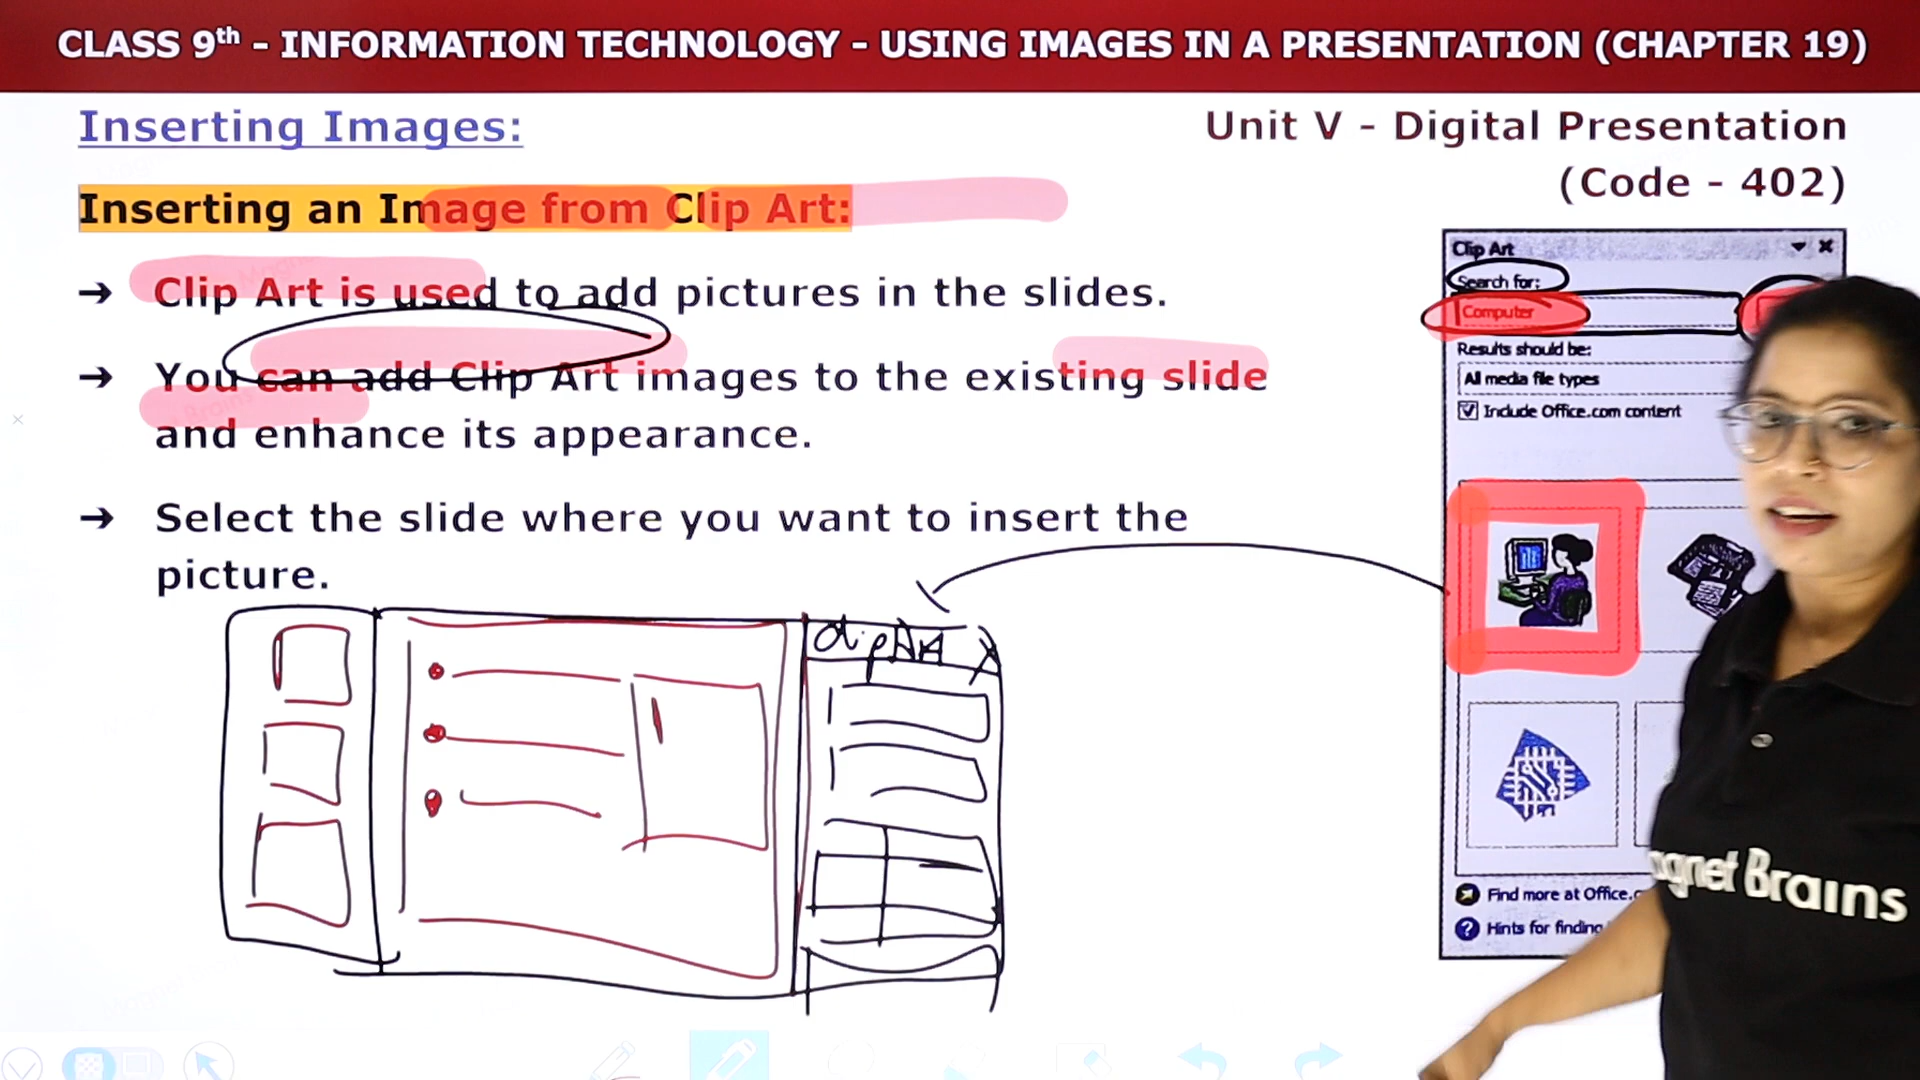 CLASS 9th - INFORMATION TECHNOLOGY - USING IMAGES IN A PRESENTATION (CHAPTER 19)
Inserting Images:
Unit V - Digital Presentation
(Code - 402)
Inserting an Image from Clip Art:
→ Clip Art is used to add pictures in the slides.
→ You can add Clip Art images to the existing slide
and enhance its appearance.
→ Select the slide where you want to insert the
picture.
Clip Art X
Clip Art
Search for:
Computer
Results should be:
All media file types
Include Office.com content
Find more at Office.c
Hints for finding
agnet Brains